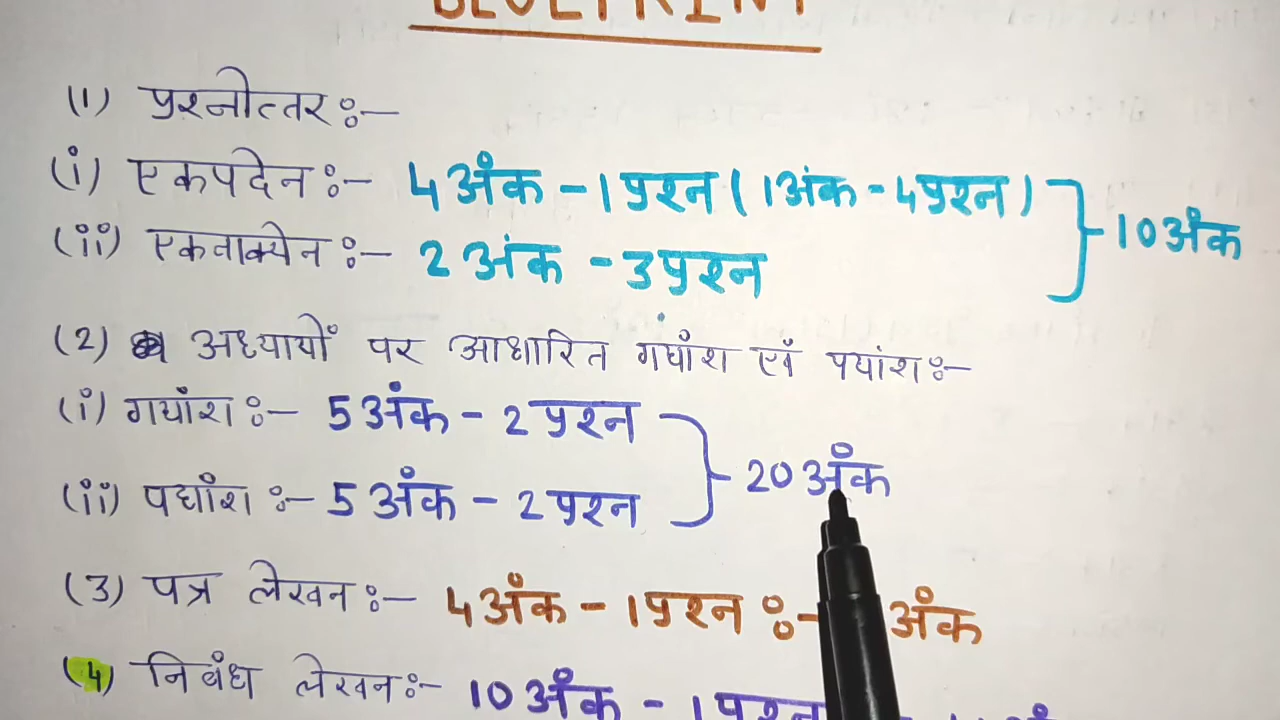 BLUEPRINT
(1) प्रश्नोत्तर :-
(i) एकपदेन :- 4 अंक - 1 प्रश्न (1 अंक - 4 प्रश्न)
(ii) एकवाक्येन :- 2 अंक - 3 प्रश्न
10 अंक
(2) अध्यायों पर आधारित गद्यांश एवं पद्यांश :-
(i) गद्यांश :- 5 अंक - 2 प्रश्न
(ii) पद्यांश :- 5 अंक - 2 प्रश्न
20 अंक
(3) पत्र लेखन :- 4 अंक - 1 प्रश्न :- अंक
(4) निबंध लेखन :- 10 अंक - 1 प्रश्न